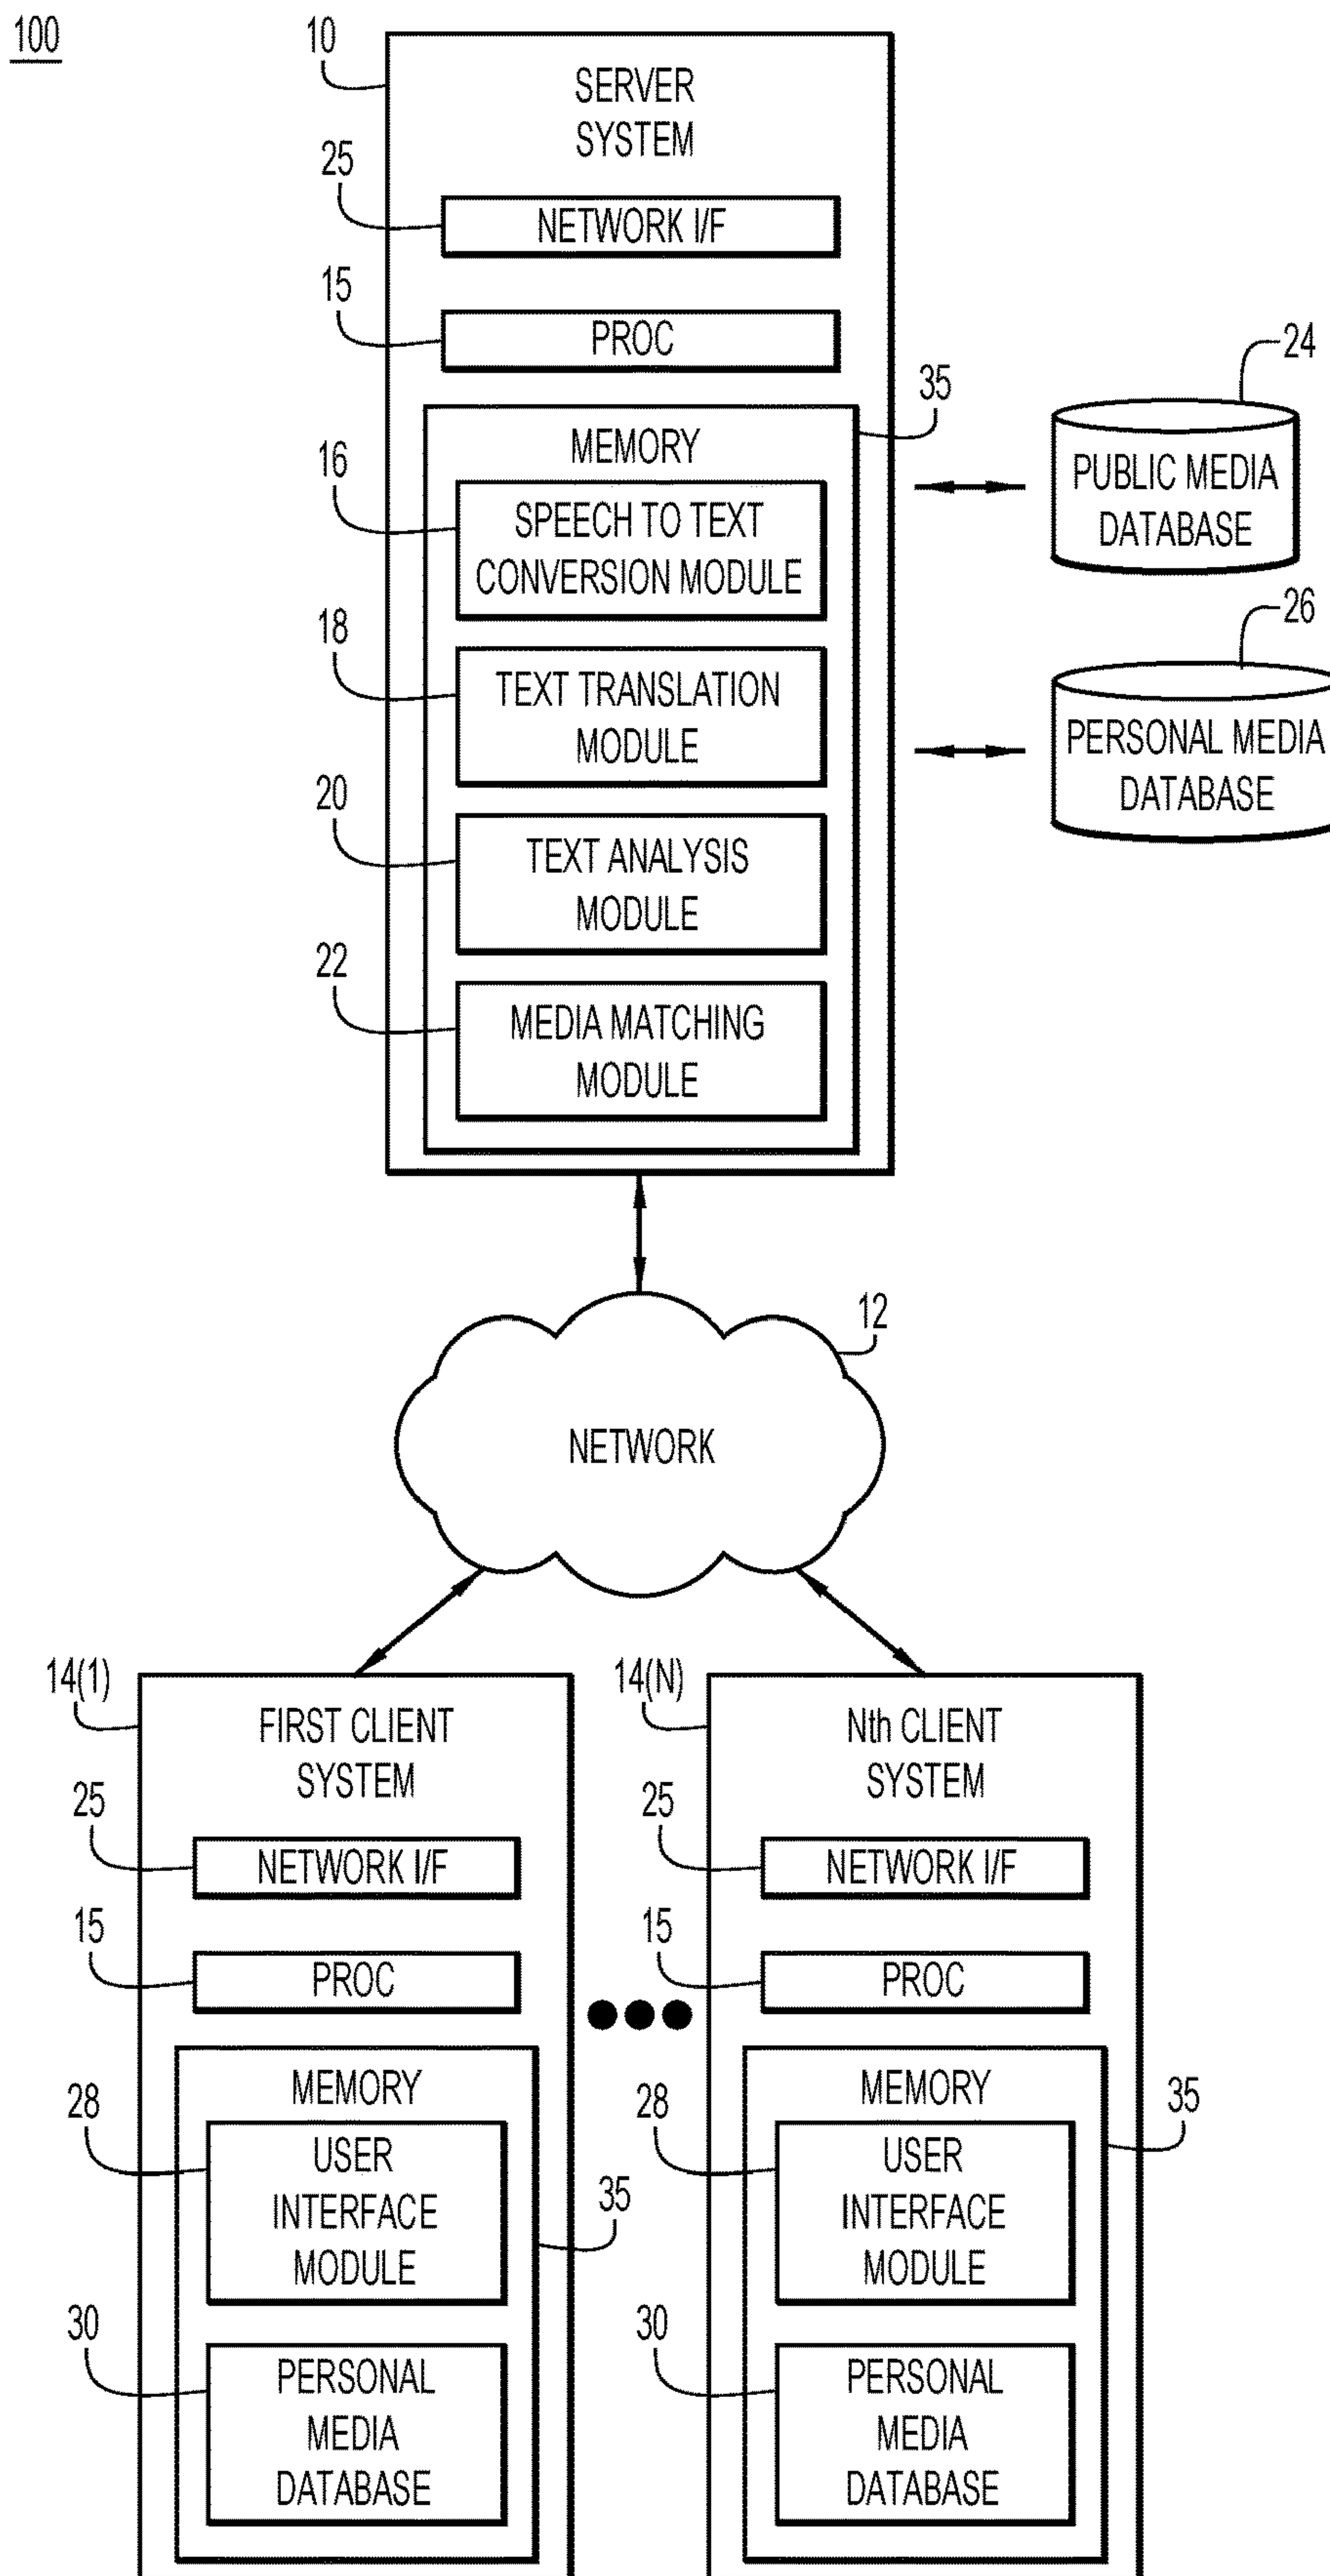 100
10
SERVER
SYSTEM
25
NETWORK I/F
15
PROC
35
MEMORY
16
SPEECH TO TEXT
CONVERSION MODULE
18
TEXT TRANSLATION
MODULE
20
TEXT ANALYSIS
MODULE
22
MEDIA MATCHING
MODULE
24
PUBLIC MEDIA
DATABASE
26
PERSONAL MEDIA
DATABASE
12
NETWORK
14(1)
FIRST CLIENT
SYSTEM
25
NETWORK I/F
15
PROC
MEMORY
28
USER
INTERFACE
MODULE
35
30
PERSONAL
MEDIA
DATABASE
14(N)
Nth CLIENT
SYSTEM
25
NETWORK I/F
15
PROC
MEMORY
28
USER
INTERFACE
MODULE
35
30
PERSONAL
MEDIA
DATABASE